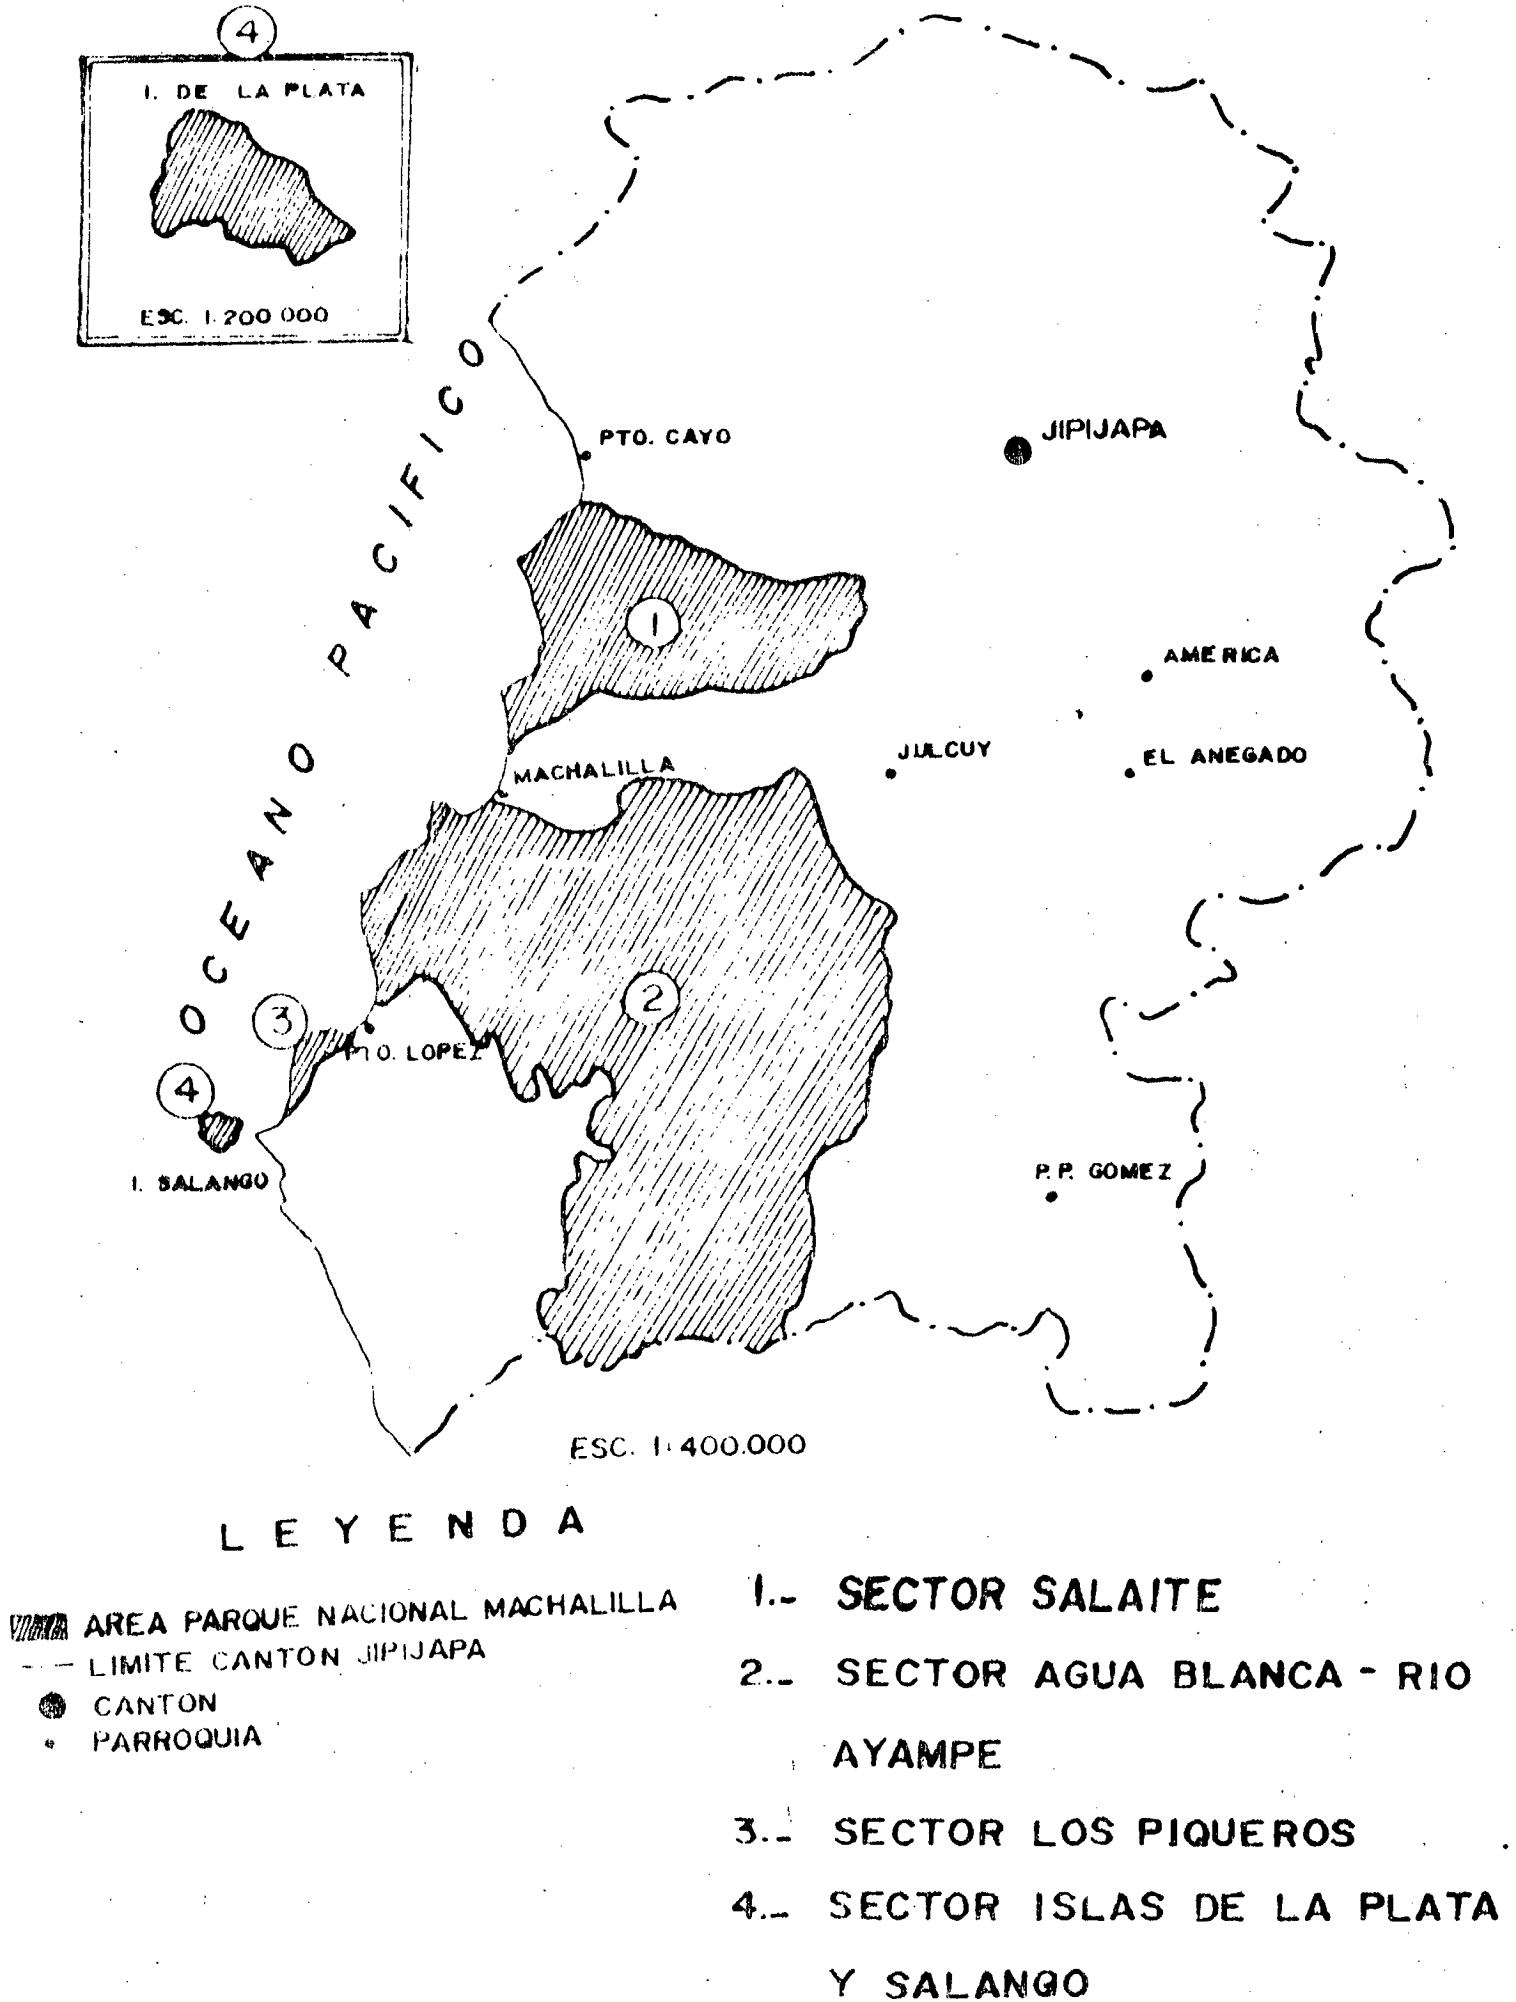 4
I. DE LA PLATA
ESC. 1:200 000
OCEANO PACIFICO
PTO. CAYO
JIPIJAPA
1
AMERICA
JULCUY
EL ANEGADO
MACHALILLA
2
3
PTO. LOPEZ
4
I. SALANGO
P. P. GOMEZ
ESC. 1:400.000
LEYENDA
AREA PARQUE NACIONAL MACHALILLA
LIMITE CANTON JIPIJAPA
CANTON
PARROQUIA
1.- SECTOR SALAITE
2.- SECTOR AGUA BLANCA - RIO
AYAMPE
3.- SECTOR LOS PIQUEROS
4.- SECTOR ISLAS DE LA PLATA
Y SALANGO